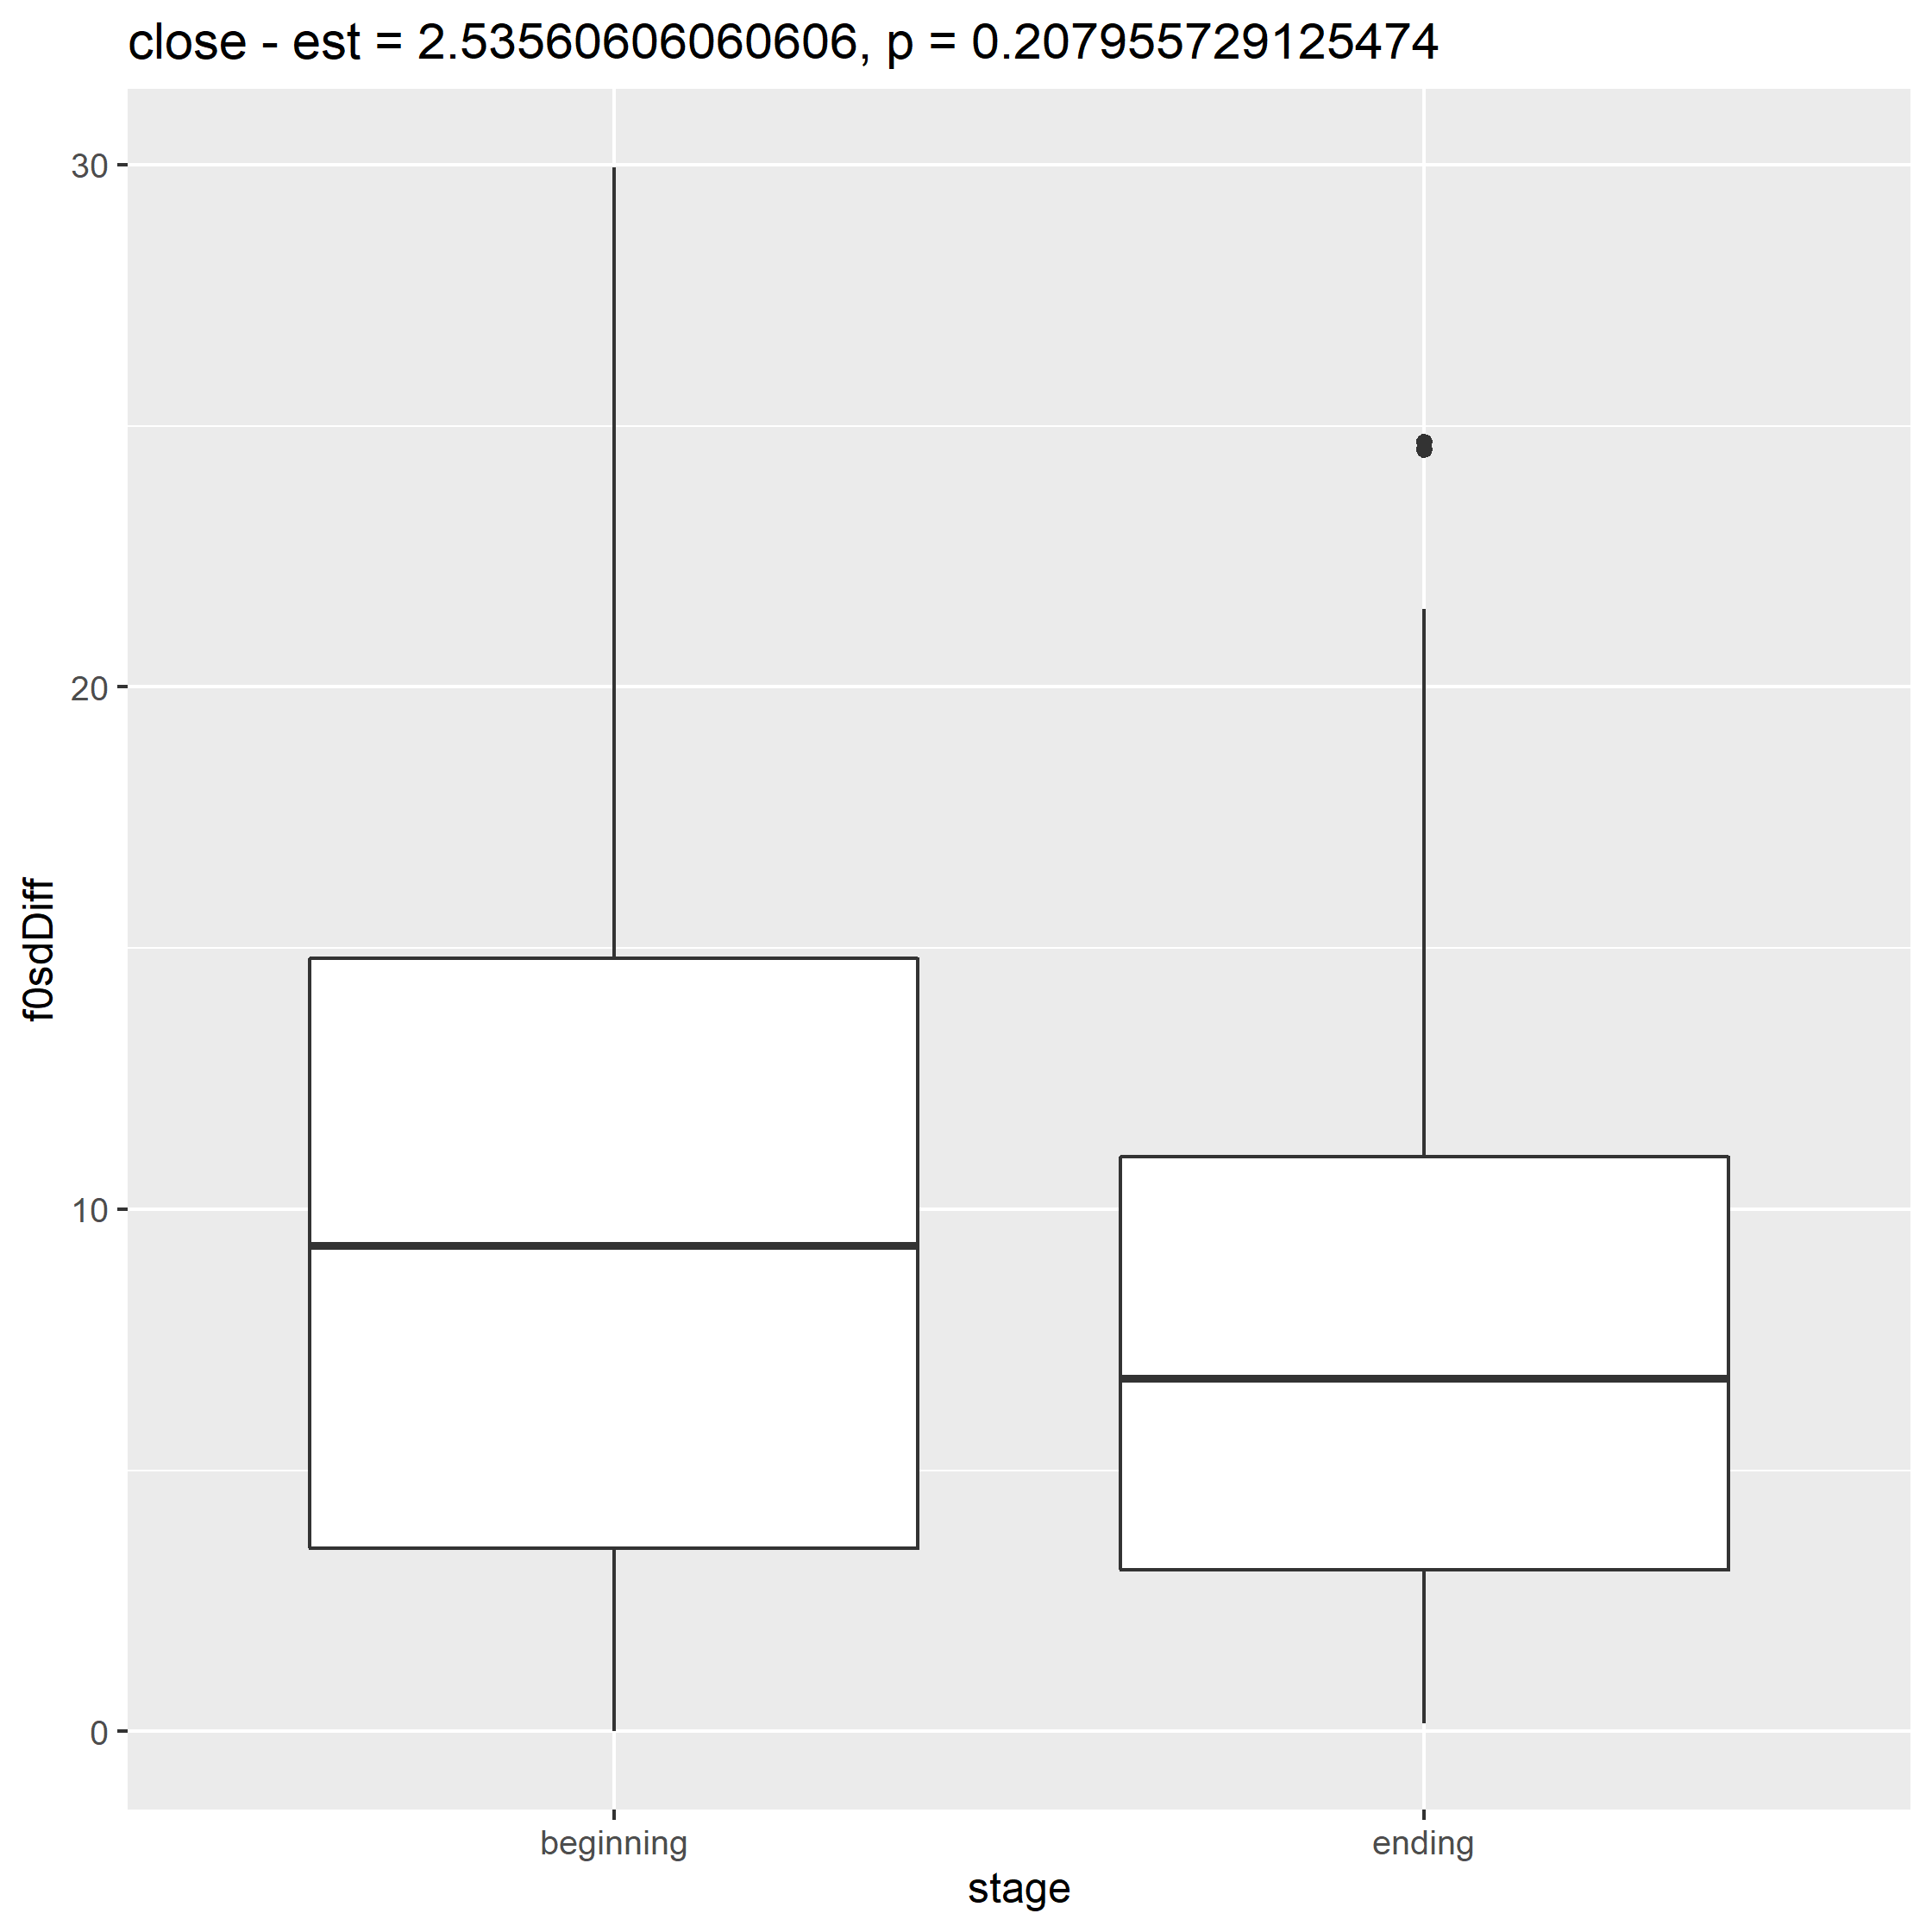 close - est = 2.53560606060606, p = 0.207955729125474
30
20
10
0
f0sdDiff
beginning
ending
stage